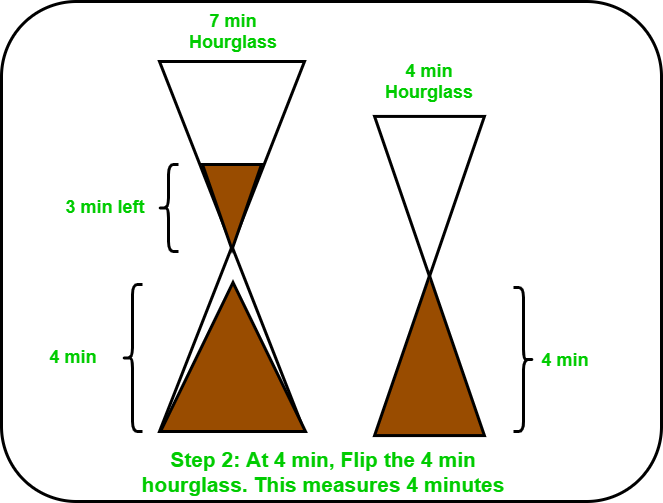 7 min
Hourglass
4 min
Hourglass
3 min left
4 min
4 min
Step 2: At 4 min, Flip the 4 min
hourglass. This measures 4 minutes